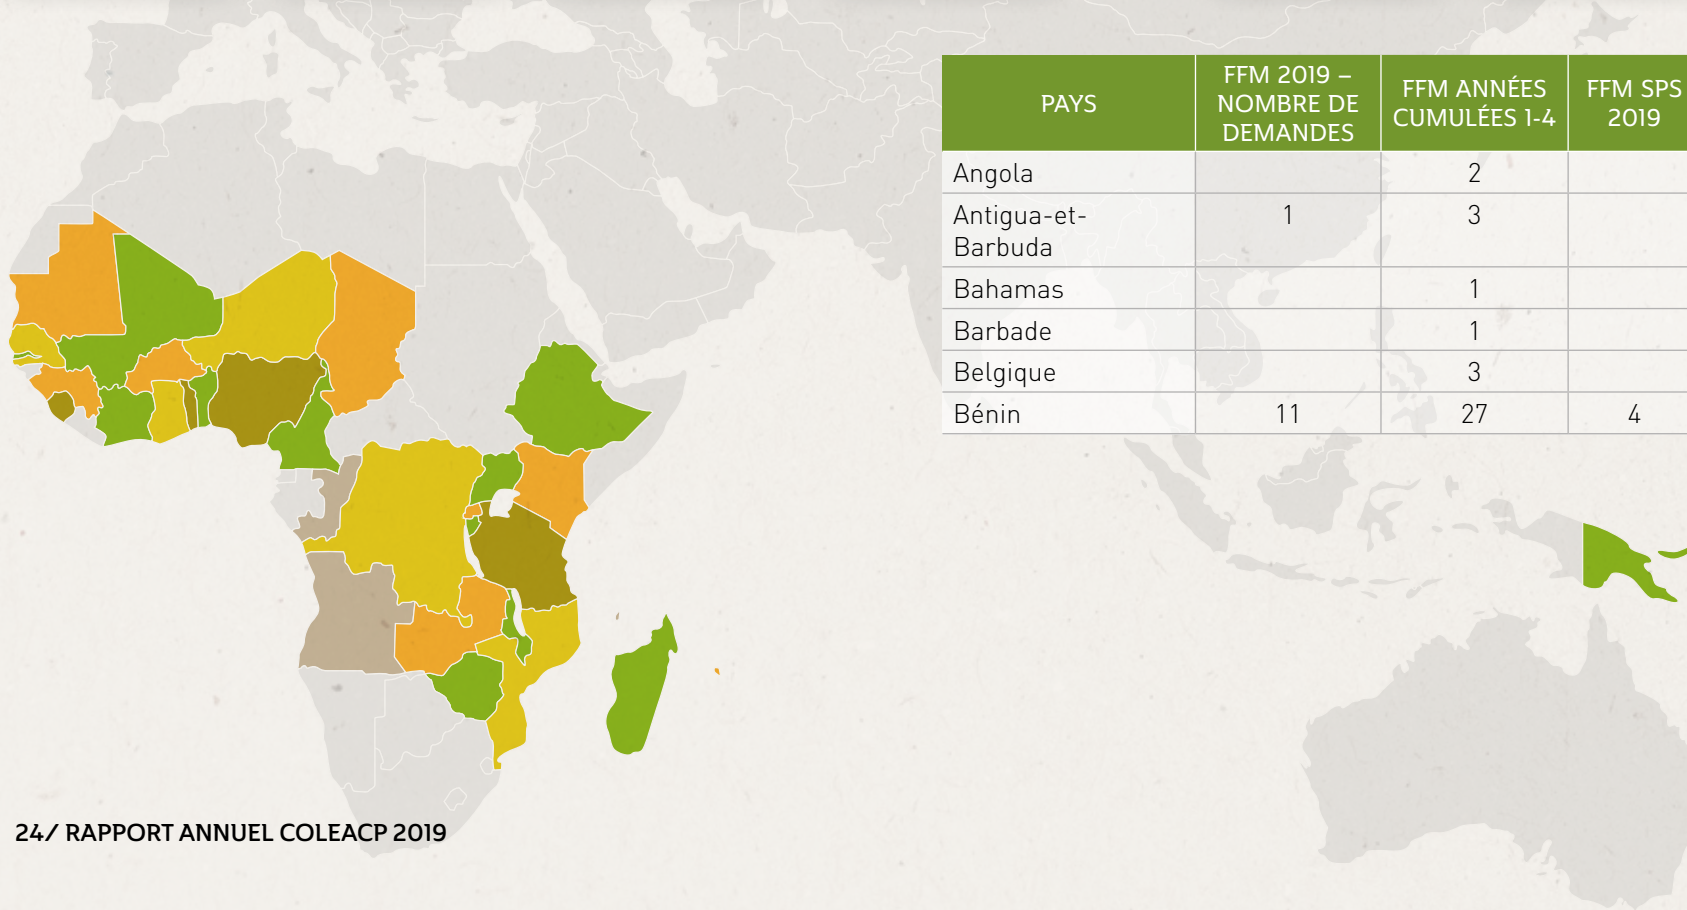 PAYS
FFM 2019 –
NOMBRE DE
DEMANDES
FFM ANNÉES
CUMULÉES 1-4
FFM SPS
2019
Angola 2
Antigua-et-
Barbuda 1 3
Bahamas 1
Barbade 1
Belgique 3
Bénin 11 27 4
24/ RAPPORT ANNUEL COLEACP 2019